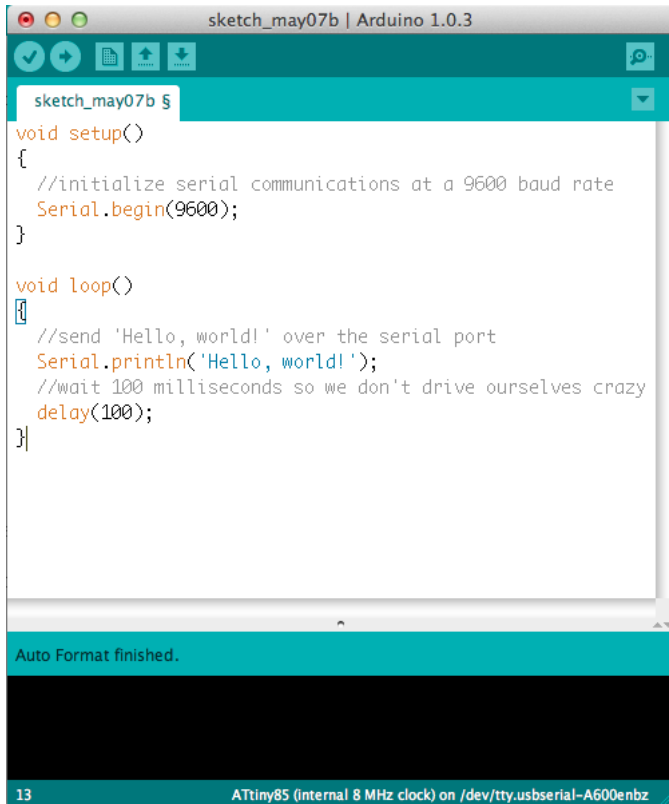 sketch_may07b | Arduino 1.0.3
sketch_may07b §
void setup()
{
  //initialize serial communications at a 9600 baud rate
  Serial.begin(9600);
}
void loop()
{
  //send 'Hello, world!' over the serial port
  Serial.println('Hello, world!');
  //wait 100 milliseconds so we don't drive ourselves crazy
  delay(100);
}
Auto Format finished.
13 ATtiny85 (internal 8 MHz clock) on /dev/tty.usbserial-A600enbz